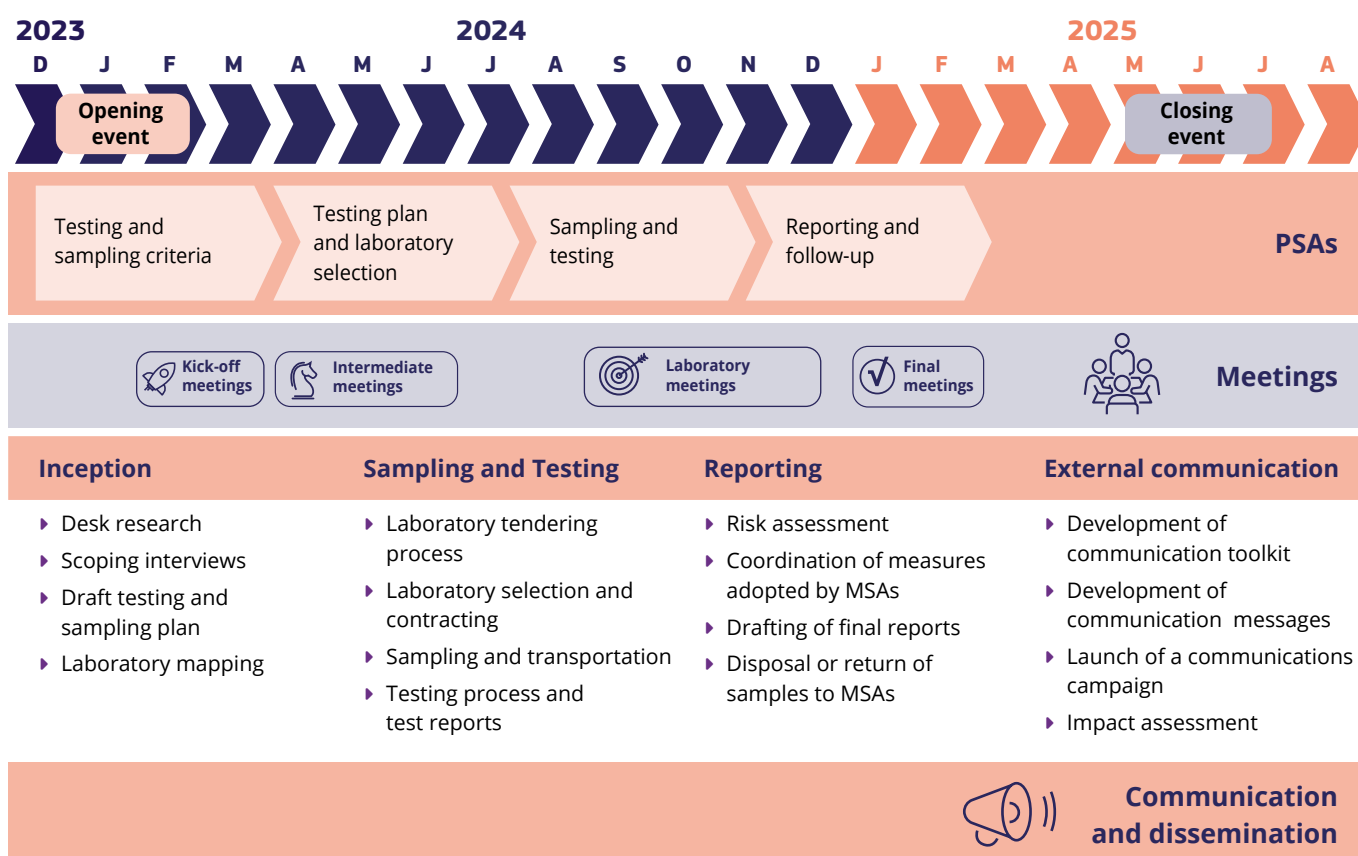 2023 2024 2025
D J F M A M J J A S O N D J F M A M J J A
Opening
event
Closing
event
Testing and
sampling criteria
Testing plan
and laboratory
selection
Sampling and
testing
Reporting and
follow-up
PSAs
Kick-off
meetings
Intermediate
meetings
Laboratory
meetings
Final
meetings
Meetings
Inception
Desk research
Scoping interviews
Draft testing and
sampling plan
Laboratory mapping
Sampling and Testing
Laboratory tendering
process
Laboratory selection and
contracting
Sampling and transportation
Testing process and
test reports
Reporting
Risk assessment
Coordination of measures
adopted by MSAs
Drafting of final reports
Disposal or return of
samples to MSAs
External communication
Development of
communication toolkit
Development of
communication messages
Launch of a communications
campaign
Impact assessment
Communication
and dissemination